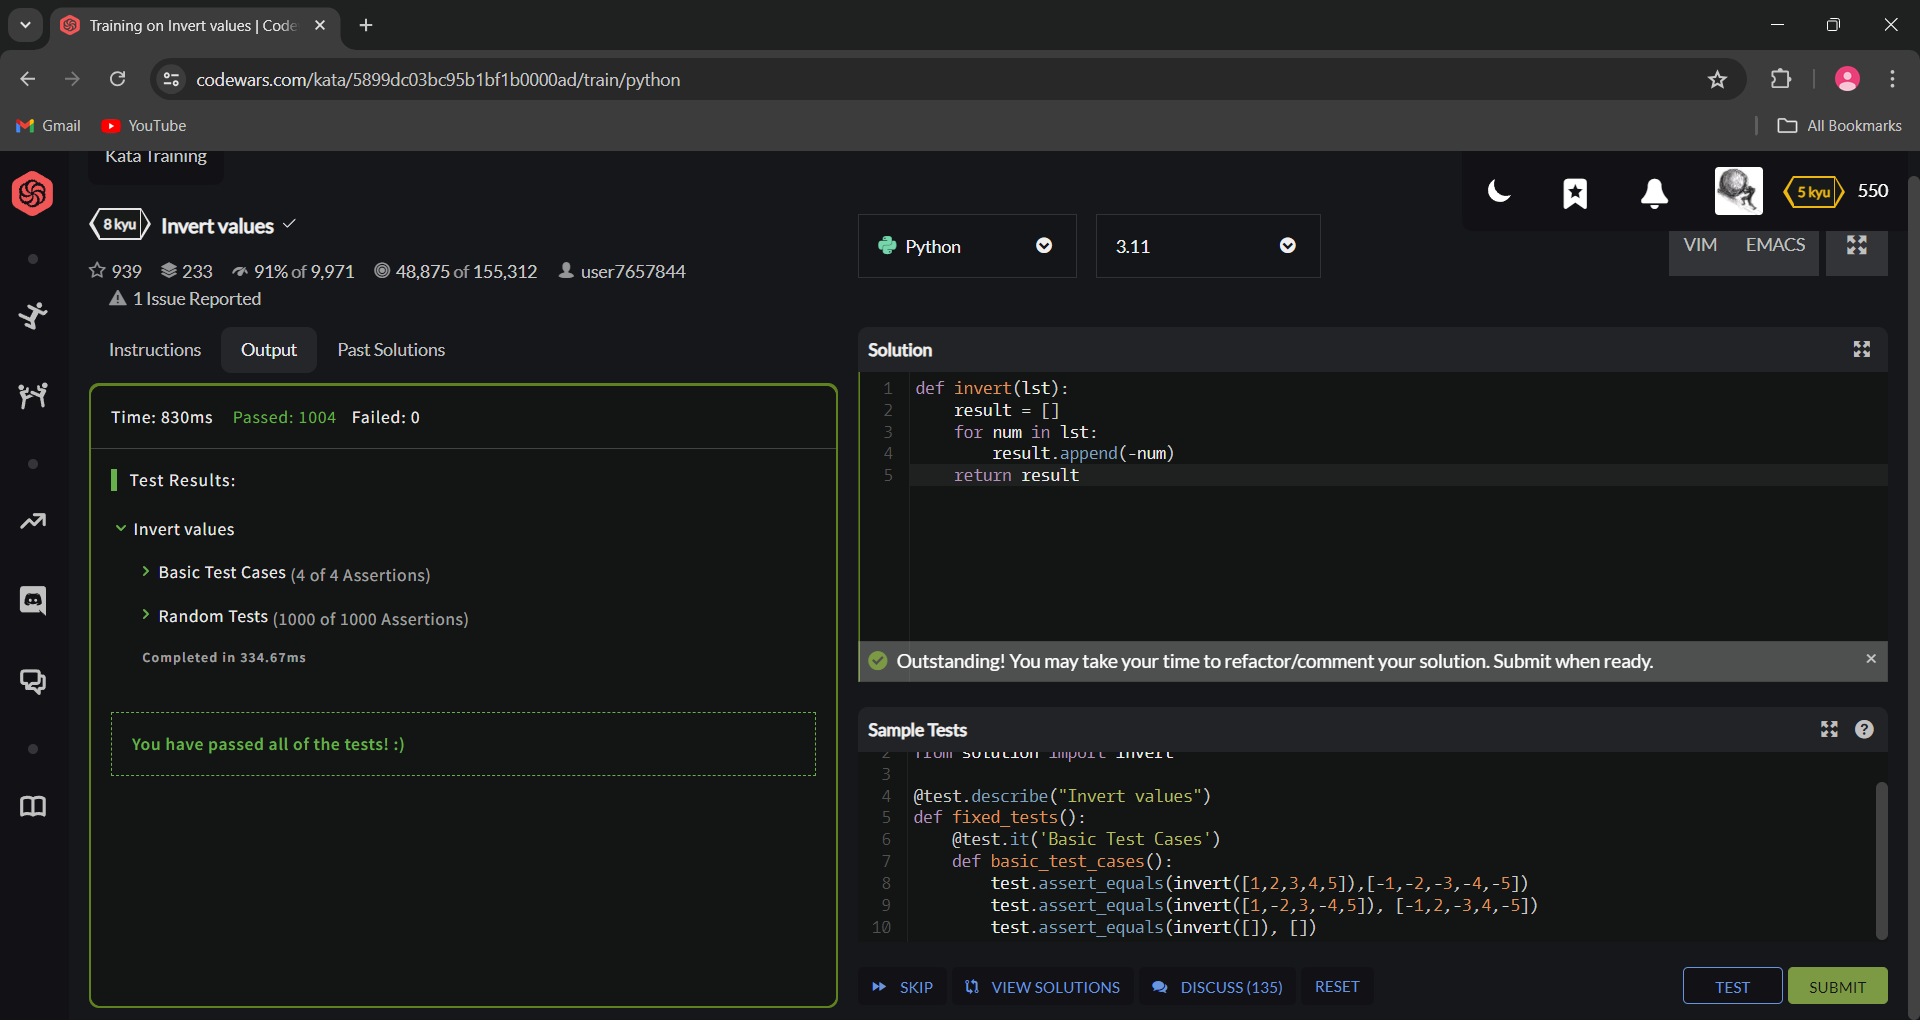 Training on Invert values | Code
codewars.com/kata/5899dc03bc95b1bf1b0000ad/train/python
Gmail YouTube All Bookmarks
Kata Training
8 kyu Invert values
5 kyu 550
939 233 91% of 9,971 48,875 of 155,312 user7657844
1 Issue Reported
Python 3.11 VIM EMACS
Instructions Output Past Solutions
Time: 830ms Passed: 1004 Failed: 0
Test Results:
Invert values
Basic Test Cases (4 of 4 Assertions)
Random Tests (1000 of 1000 Assertions)
Completed in 334.67ms
You have passed all of the tests! :)
Solution
1 def invert(lst):
2 result = []
3 for num in lst:
4 result.append(-num)
5 return result
Outstanding! You may take your time to refactor/comment your solution. Submit when ready.
Sample Tests
2 from solution import invert
3
4 @test.describe("Invert values")
5 def fixed_tests():
6 @test.it('Basic Test Cases')
7 def basic_test_cases():
8 test.assert_equals(invert([1,2,3,4,5]),[-1,-2,-3,-4,-5])
9 test.assert_equals(invert([1,-2,3,-4,5]), [-1,2,-3,4,-5])
10 test.assert_equals(invert([]), [])
SKIP VIEW SOLUTIONS DISCUSS (135) RESET TEST SUBMIT